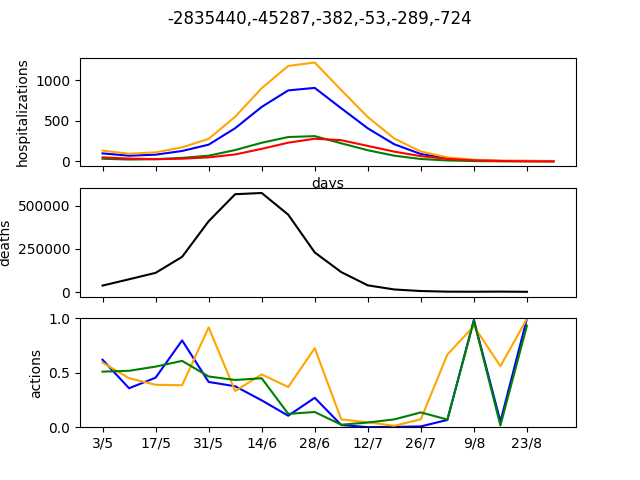 -2835440,-45287,-382,-53,-289,-724
hospitalizations
1000
500
0
days
deaths
500000
250000
0
actions
1.0
0.5
0.0
3/5 17/5 31/5 14/6 28/6 12/7 26/7 9/8 23/8